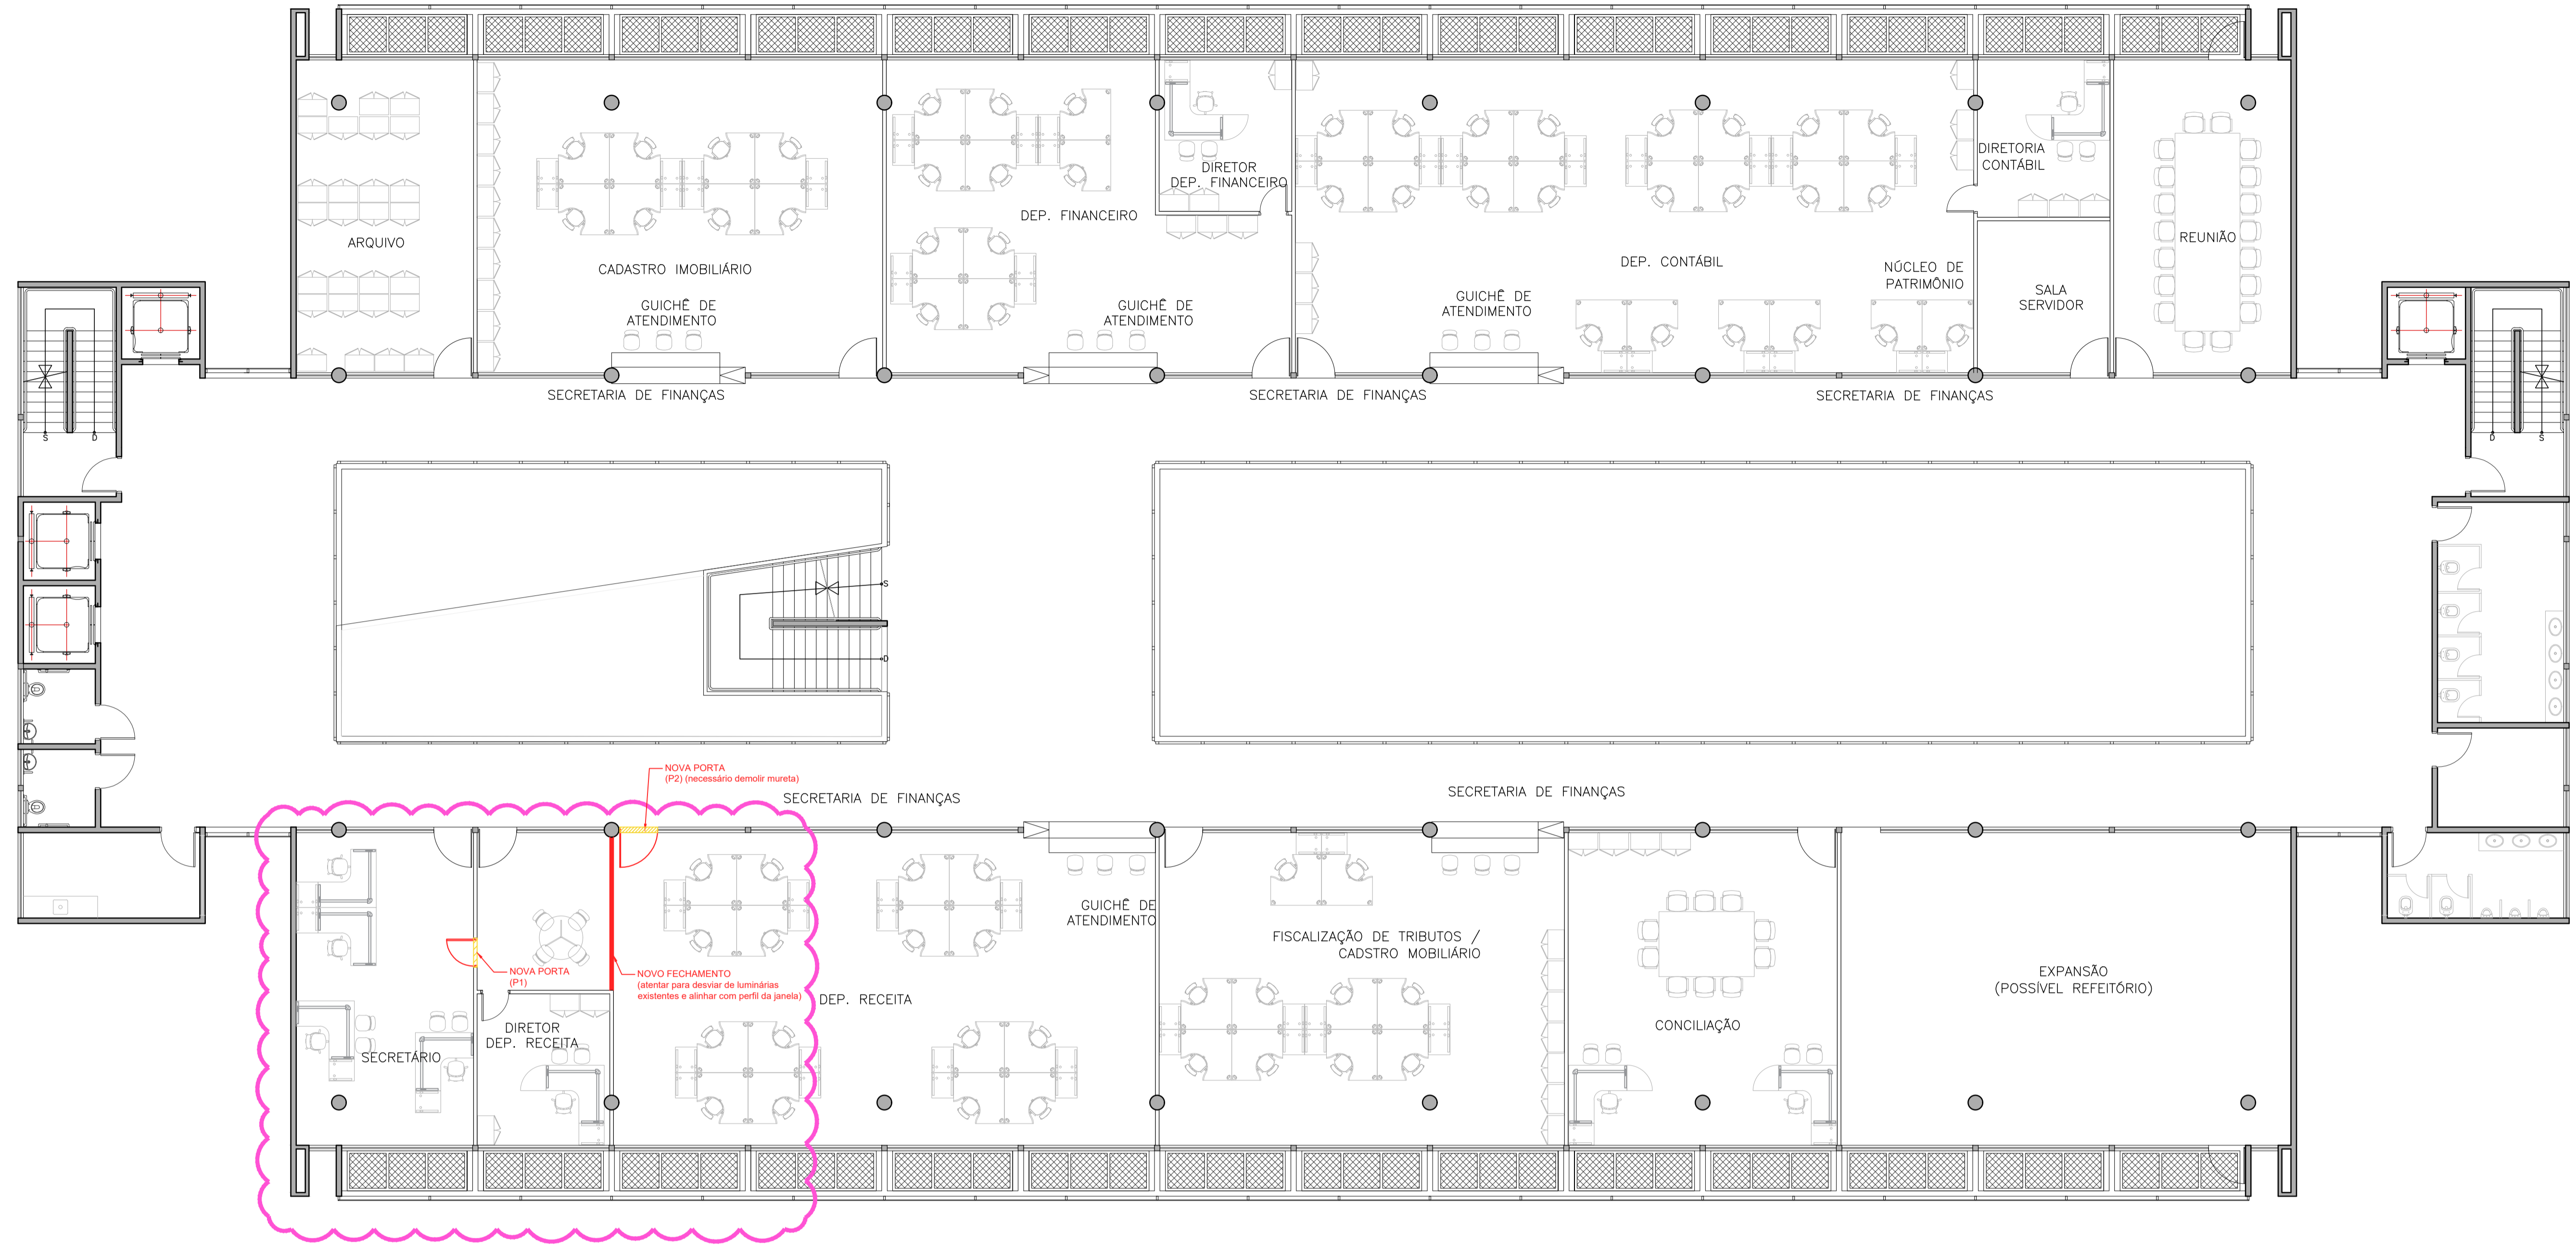 DIRETOR
DEP. FINANCEIRO
DIRETORIA
CONTÁBIL
ARQUIVO
CADASTRO IMOBILIÁRIO
DEP. FINANCEIRO
DEP. CONTÁBIL
NÚCLEO DE
PATRIMÔNIO
REUNIÃO
GUICHÊ DE
ATENDIMENTO
GUICHÊ DE
ATENDIMENTO
GUICHÊ DE
ATENDIMENTO
SALA
SERVIDOR
SECRETARIA DE FINANÇAS
SECRETARIA DE FINANÇAS
SECRETARIA DE FINANÇAS
S
D
D
S
S
D
NOVA PORTA
(P2) (necessário demolir mureta)
SECRETARIA DE FINANÇAS
SECRETARIA DE FINANÇAS
GUICHÊ DE
ATENDIMENTO
FISCALIZAÇÃO DE TRIBUTOS /
CADSTRO MOBILIÁRIO
NOVA PORTA
(P1)
NOVO FECHAMENTO
(atentar para desviar de luminárias
existentes e alinhar com perfil da janela)
DEP. RECEITA
EXPANSÃO
(POSSÍVEL REFEITÓRIO)
SECRETÁRIO
DIRETOR
DEP. RECEITA
CONCILIAÇÃO